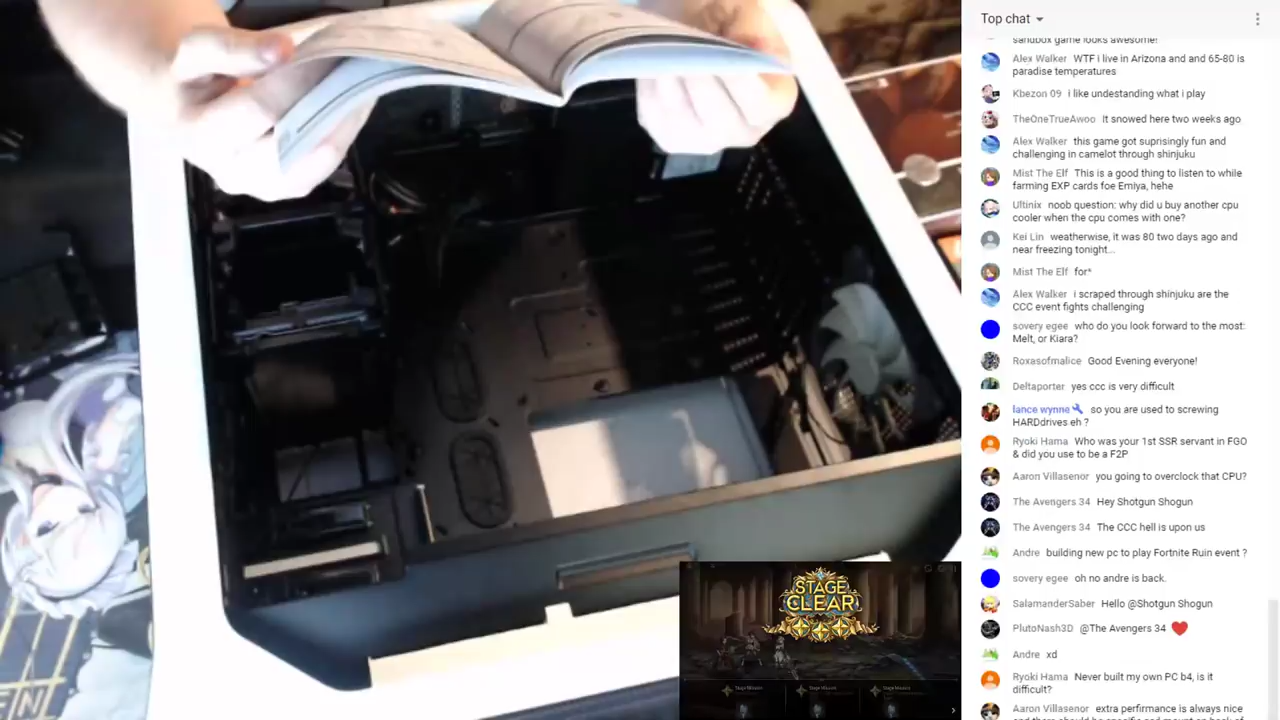 Top chat
sandbox game looks awesome!
Alex Walker WTF i live in Arizona and and 65-80 is
paradise temperatures
Kbezon 09 i like undestanding what i play
TheOneTrueAwoo It snowed here two weeks ago
Alex Walker this game got suprisingly fun and
challenging in camelot through shinjuku
Mist The Elf This is a good thing to listen to while
farming EXP cards foe Emiya, hehe
Ultinix noob question: why did u buy another cpu
cooler when the cpu comes with one?
Kei Lin weatherwise, it was 80 two days ago and
near freezing tonight...
Mist The Elf for*
Alex Walker i scraped through shinjuku are the
CCC event fights challenging
sovery egee who do you look forward to the most:
Melt, or Kiara?
Roxasofmalice Good Evening everyone!
Deltaporter yes ccc is very difficult
lance wynne so you are used to screwing
HARDdrives eh ?
Ryoki Hama Who was your 1st SSR servant in FGO
& did you use to be a F2P
Aaron Villasenor you going to overclock that CPU?
The Avengers 34 Hey Shotgun Shogun
The Avengers 34 The CCC hell is upon us
Andre building new pc to play Fortnite Ruin event ?
sovery egee oh no andre is back.
SalamanderSaber Hello @Shotgun Shogun
PlutoNash3D @The Avengers 34 ❤
Andre xd
Ryoki Hama Never built my own PC b4, is it
difficult?
Aaron Villasenor extra perfirmance is always nice
STAGE
CLEAR
Stage Mission
Stage Mission
Stage Mission